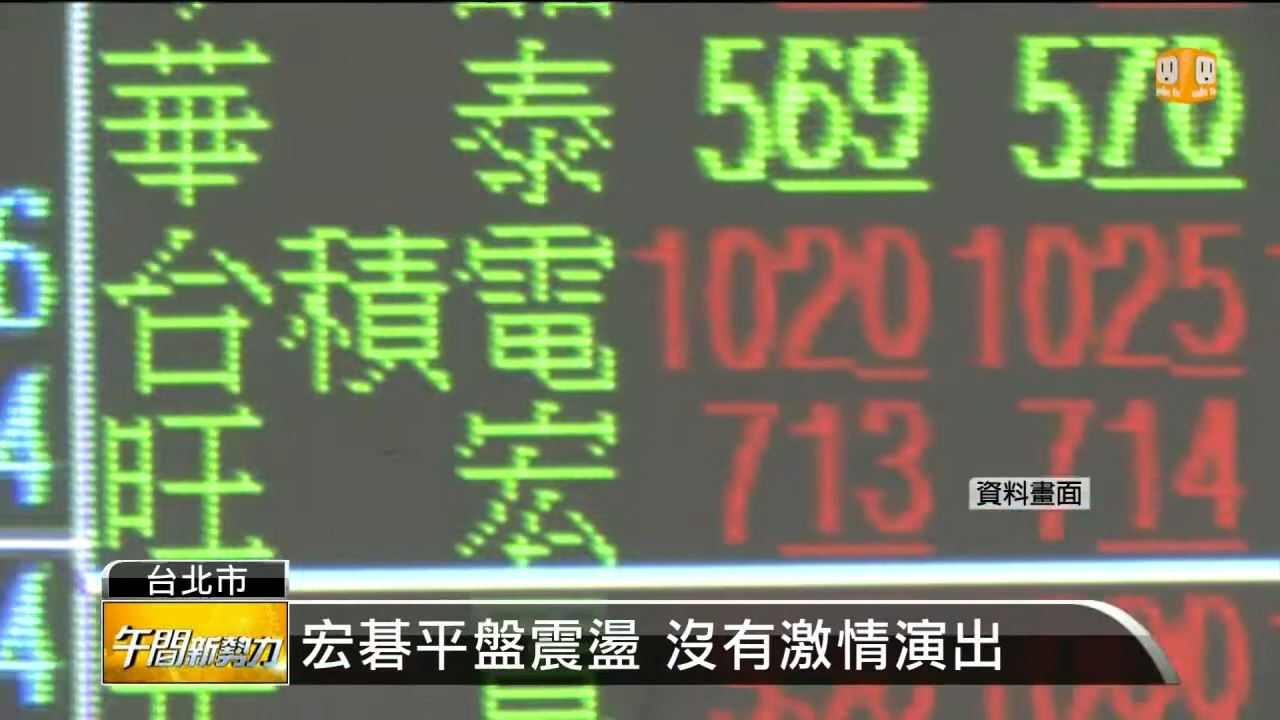 華 泰 569 570
台積電 1020 1025
旺 宏 713 714
資料畫面
台北市
午間新勢力
宏碁平盤震盪 沒有激情演出